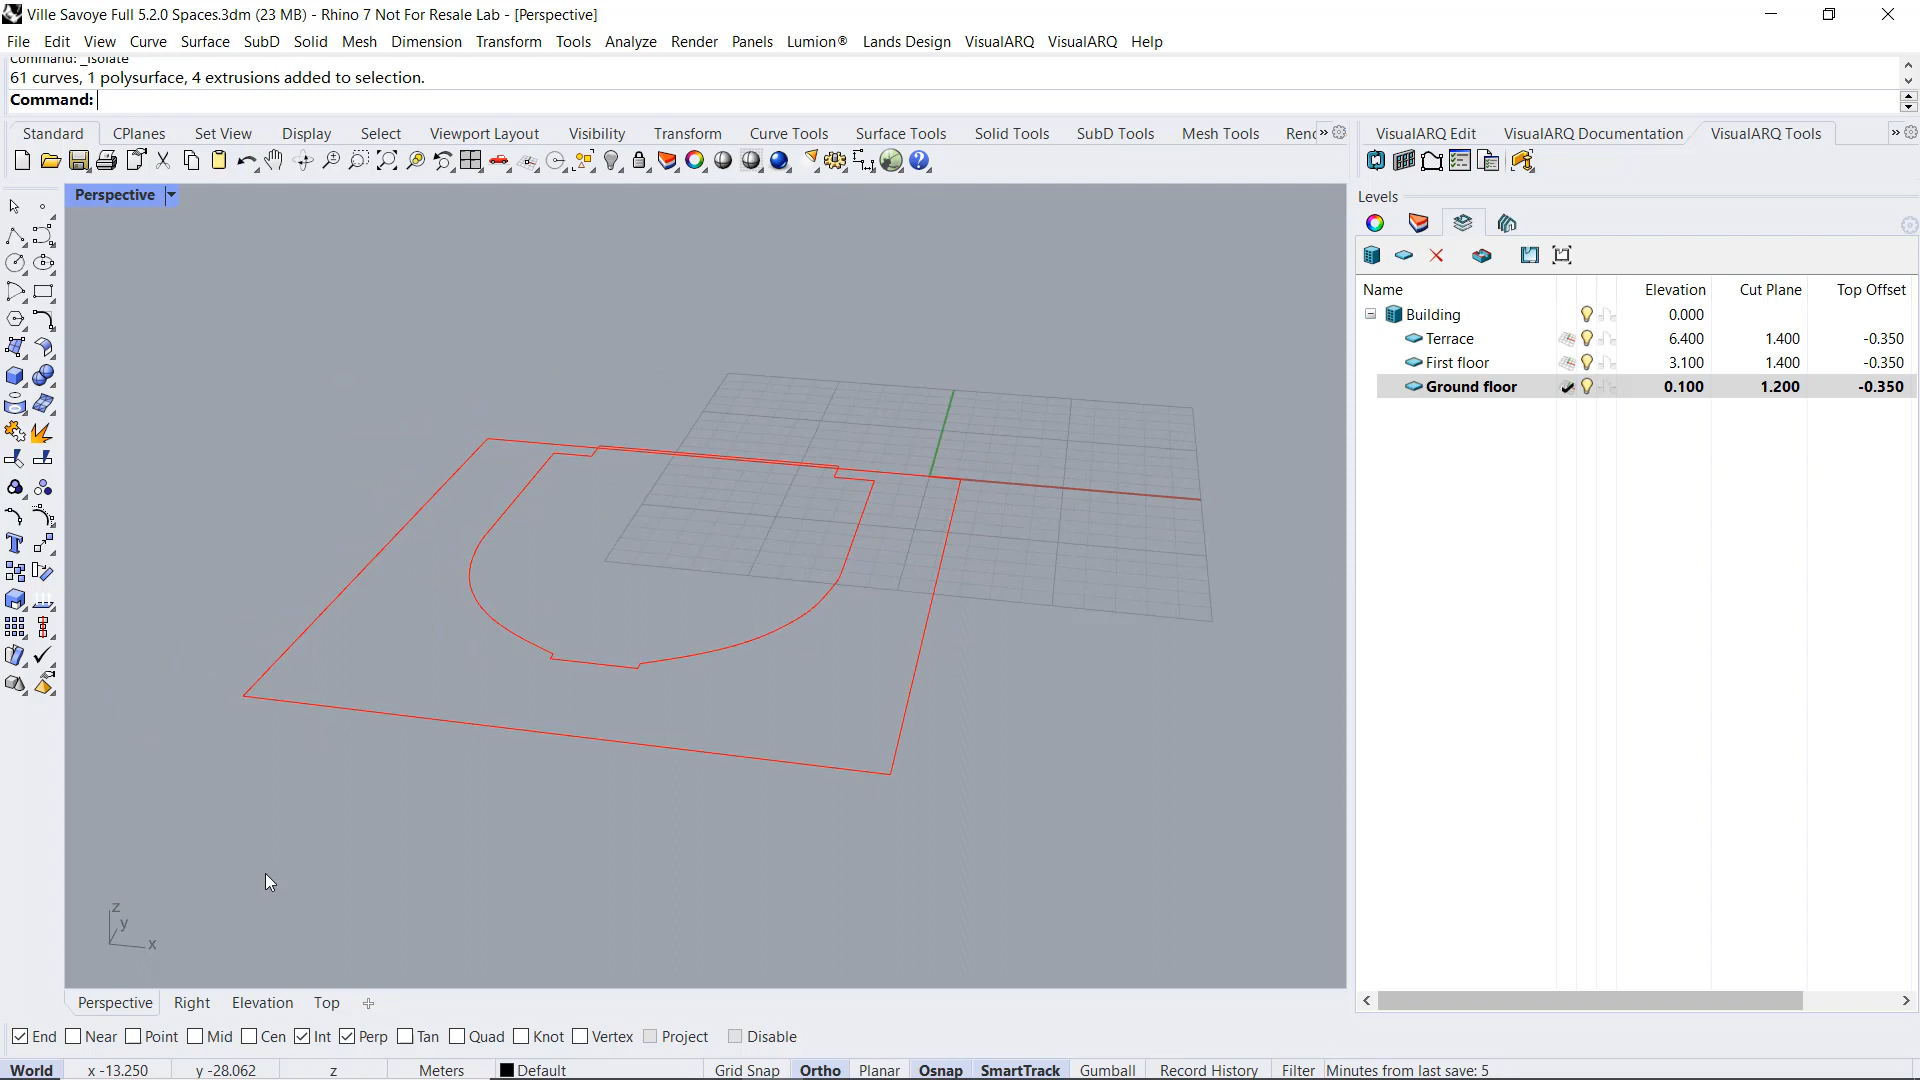 Ville Savoye Full 5.2.0 Spaces.3dm (23 MB) - Rhino 7 Not For Resale Lab - [Perspective]
File Edit View Curve Surface SubD Solid Mesh Dimension Transform Tools Analyze Render Panels Lumion® Lands Design VisualARQ VisualARQ Help
Command: _Isolate
61 curves, 1 polysurface, 4 extrusions added to selection.
Command:
Standard CPlanes Set View Display Select Viewport Layout Visibility Transform Curve Tools Surface Tools Solid Tools SubD Tools Mesh Tools Renc » VisualARQ Edit VisualARQ Documentation VisualARQ Tools »
Perspective
Levels
Name Elevation Cut Plane Top Offset
Building 0.000
Terrace 6.400 1.400 -0.350
First floor 3.100 1.400 -0.350
Ground floor 0.100 1.200 -0.350
z
y
x
Perspective Right Elevation Top
End Near Point Mid Cen Int Perp Tan Quad Knot Vertex Project Disable
World x -13.250 y -28.062 z Meters Default Grid Snap Ortho Planar Osnap SmartTrack Gumball Record History Filter Minutes from last save: 5